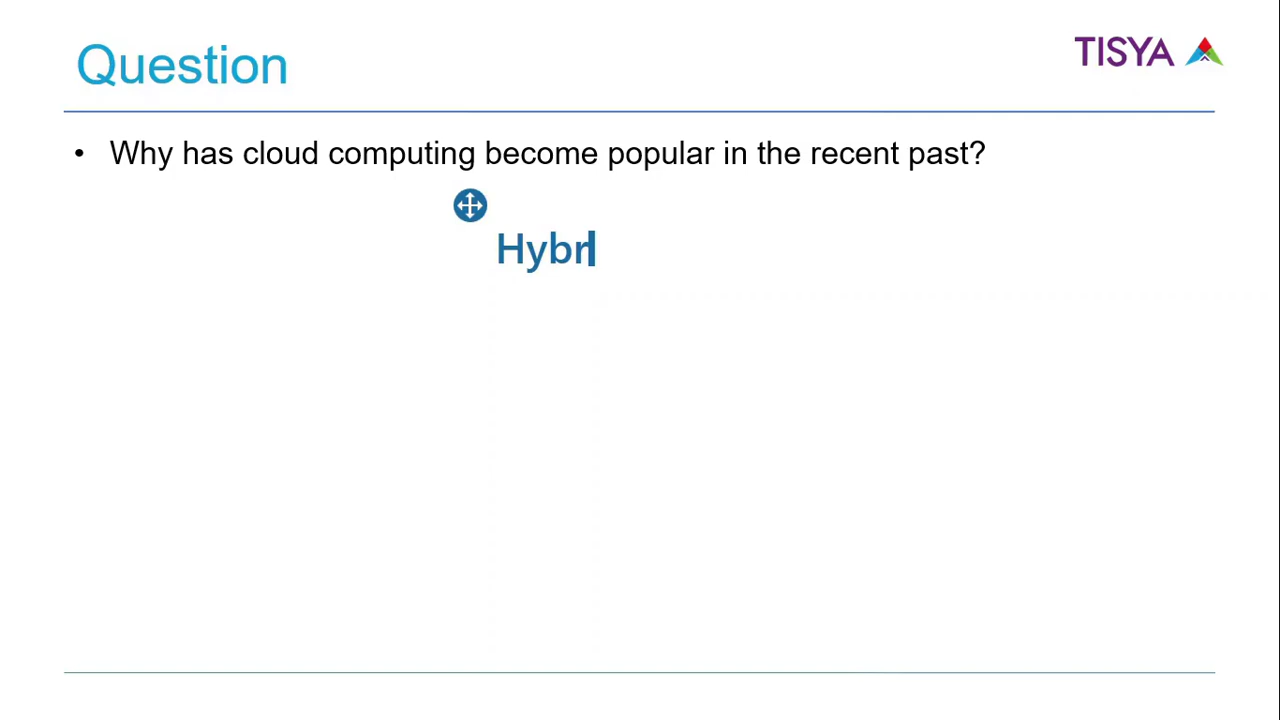 Question
TISYA
• Why has cloud computing become popular in the recent past?
Hybr